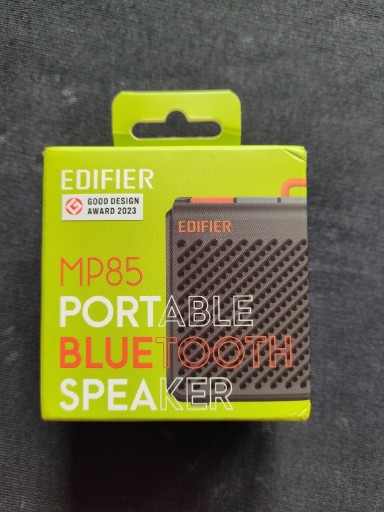 EDIFIER
GOOD DESIGN
AWARD 2023
EDIFIER
MP85
PORTABLE
BLUETOOTH
SPEAKER